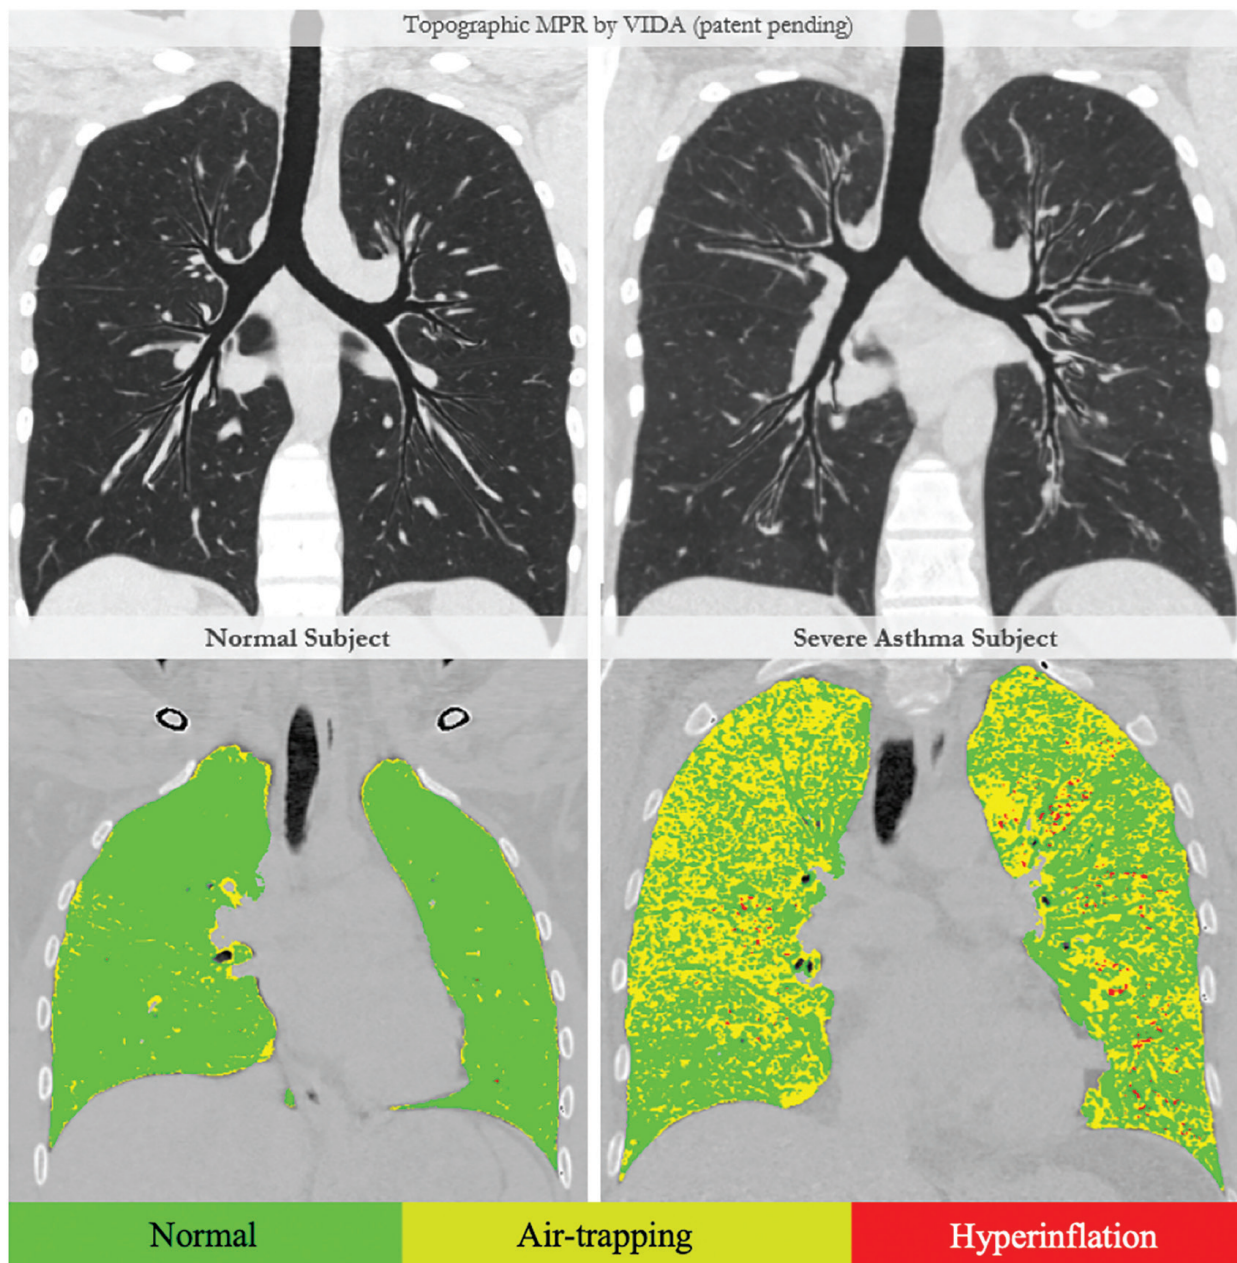 Topographic MPR by VIDA (patent pending)
Normal Subject
Severe Asthma Subject
Normal
Air-trapping
Hyperinflation